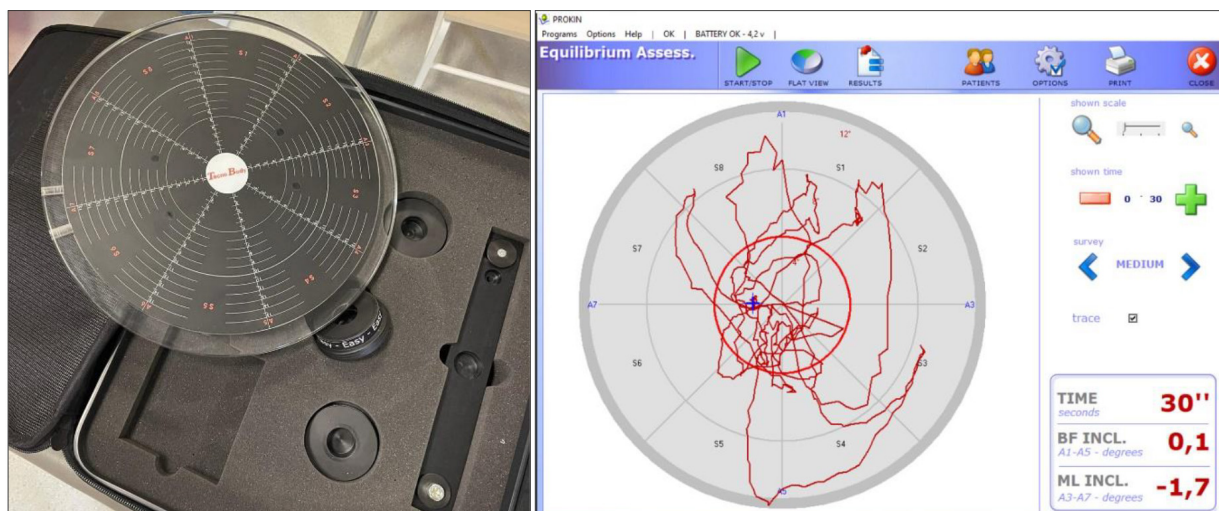 S1
S2
S3
S4
S5
S6
S7
S8
Easy - Eas
PROKIN
Programs Options Help | OK | BATTERY OK - 4,2 v |
Equilibrium Assess.
START/STOP FLAT VIEW RESULTS PATIENTS OPTIONS PRINT CLOSE
shown scale
A1
12°
S8 S1
shown time
S7 S2
0 - 30
survey
MEDIUM
A7 A3
trace
S6 S3
TIME 30''
seconds
BF INCL. 0,1
A1-A5 - degrees
S5 S4
ML INCL. -1,7
A3-A7 - degrees
A5